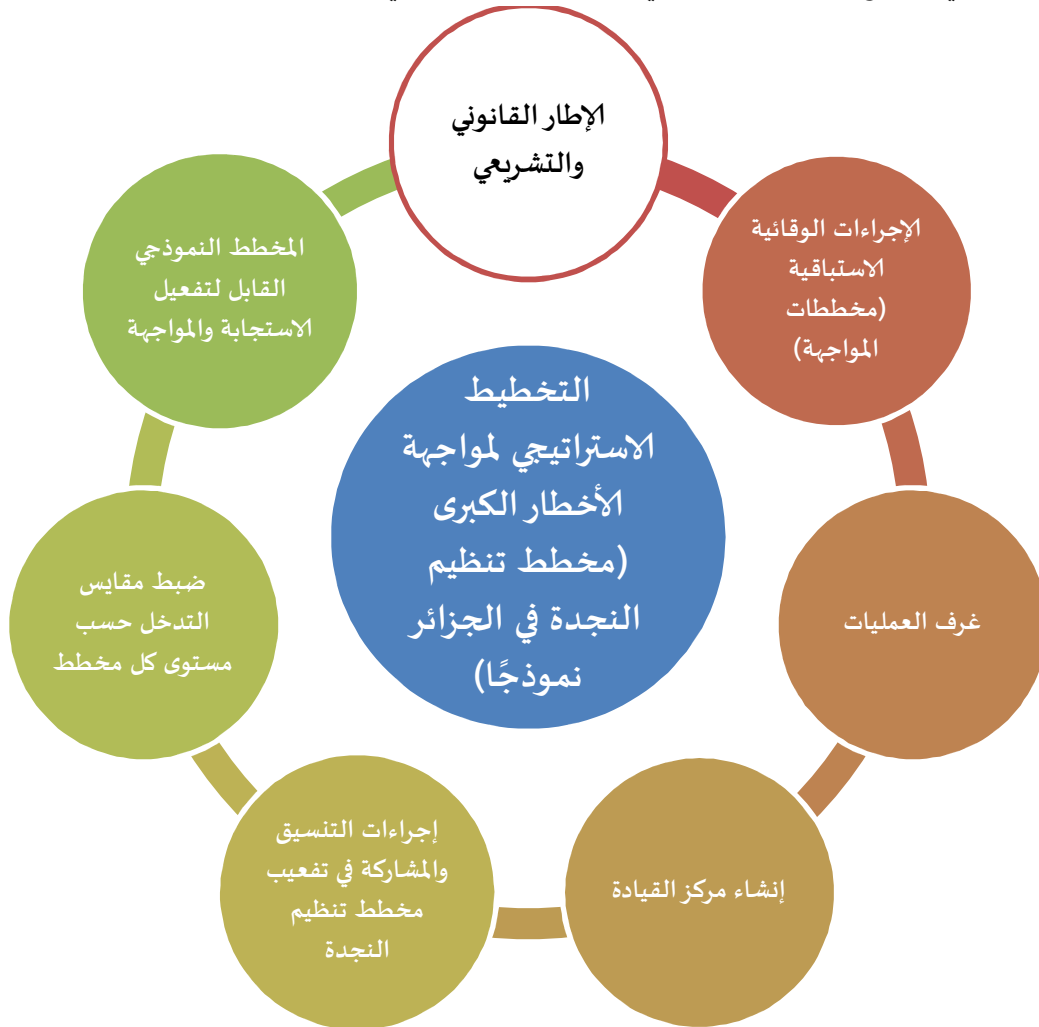 الإطار القانوني
والتشريعي
الإجراءات الوقائية
الاستباقية
(مخططات
المواجهة)
غرف العمليات
إنشاء مركز القيادة
إجراءات التنسيق
والمشاركة في تفعيب
مخطط تنظيم
النجدة
ضبط مقايس
التدخل حسب
مستوى كل مخطط
المخطط النموذجي
القابل لتفعيل
الاستجابة والمواجهة
التخطيط
الاستراتيجي لمواجهة
الأخطار الكبرى
(مخطط تنظيم
النجدة في الجزائر
نموذجًا)